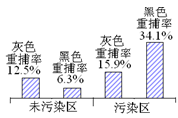 灰色
重捕率
12.5%
黑色
重捕率
6.3%
灰色
重捕率
15.9%
黑色
重捕率
34.1%
未污染区
污染区